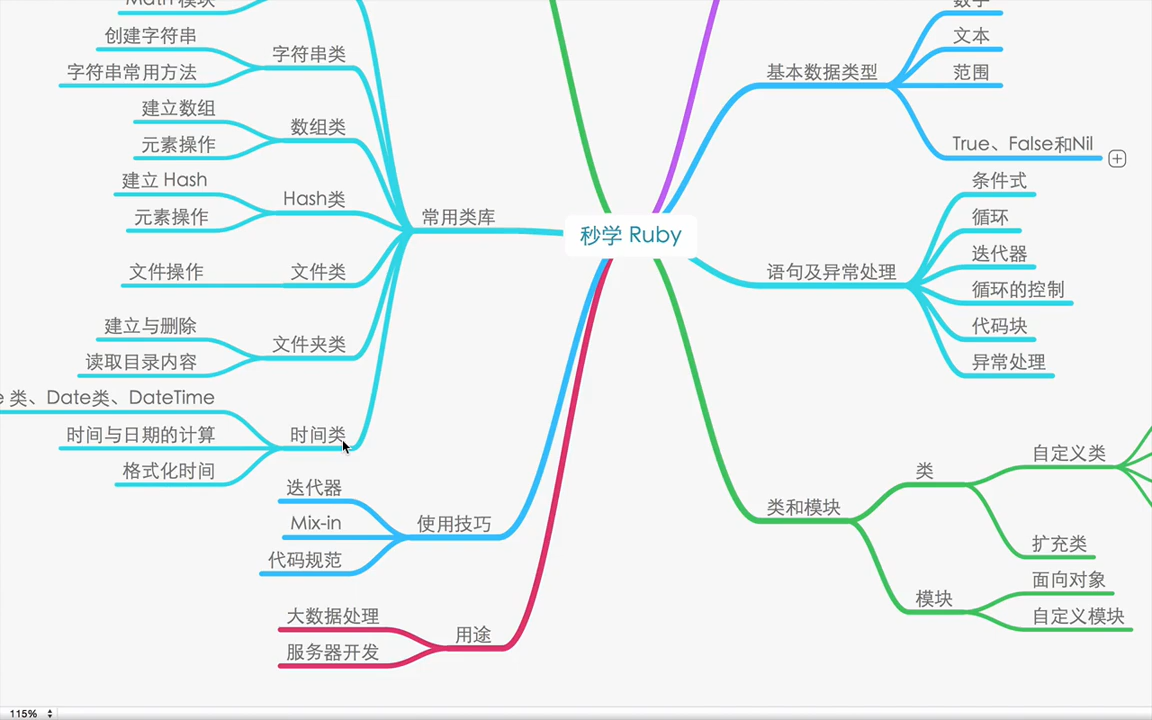 秒学 Ruby
Math 模块
创建字符串
字符串类
字符串常用方法
建立数组
数组类
元素操作
建立 Hash
Hash类
元素操作
常用类库
文件操作
文件类
建立与删除
文件夹类
读取目录内容
e 类、Date类、DateTime
时间与日期的计算
时间类
格式化时间
迭代器
Mix-in
使用技巧
代码规范
大数据处理
用途
服务器开发
数字
文本
基本数据类型
范围
True、False和Nil
条件式
循环
迭代器
语句及异常处理
循环的控制
代码块
异常处理
自定义类
类
类和模块
扩充类
面向对象
模块
自定义模块
115%